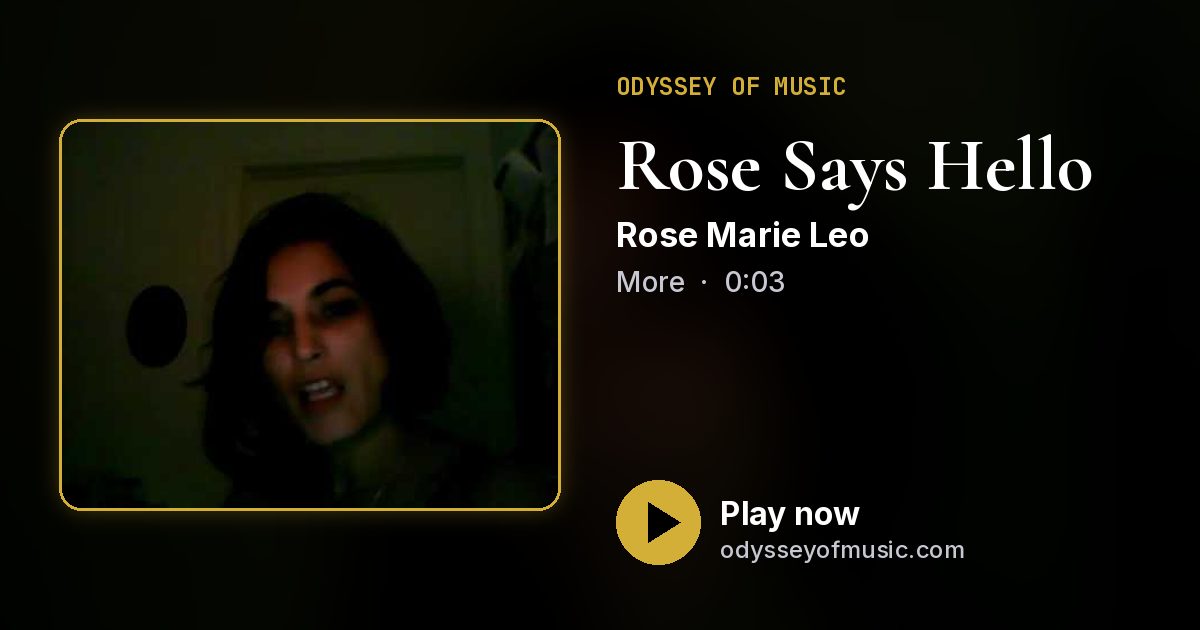 ODYSSEY OF MUSIC
Rose Says Hello
Rose Marie Leo
More · 0:03
Play now
odysseyofmusic.com